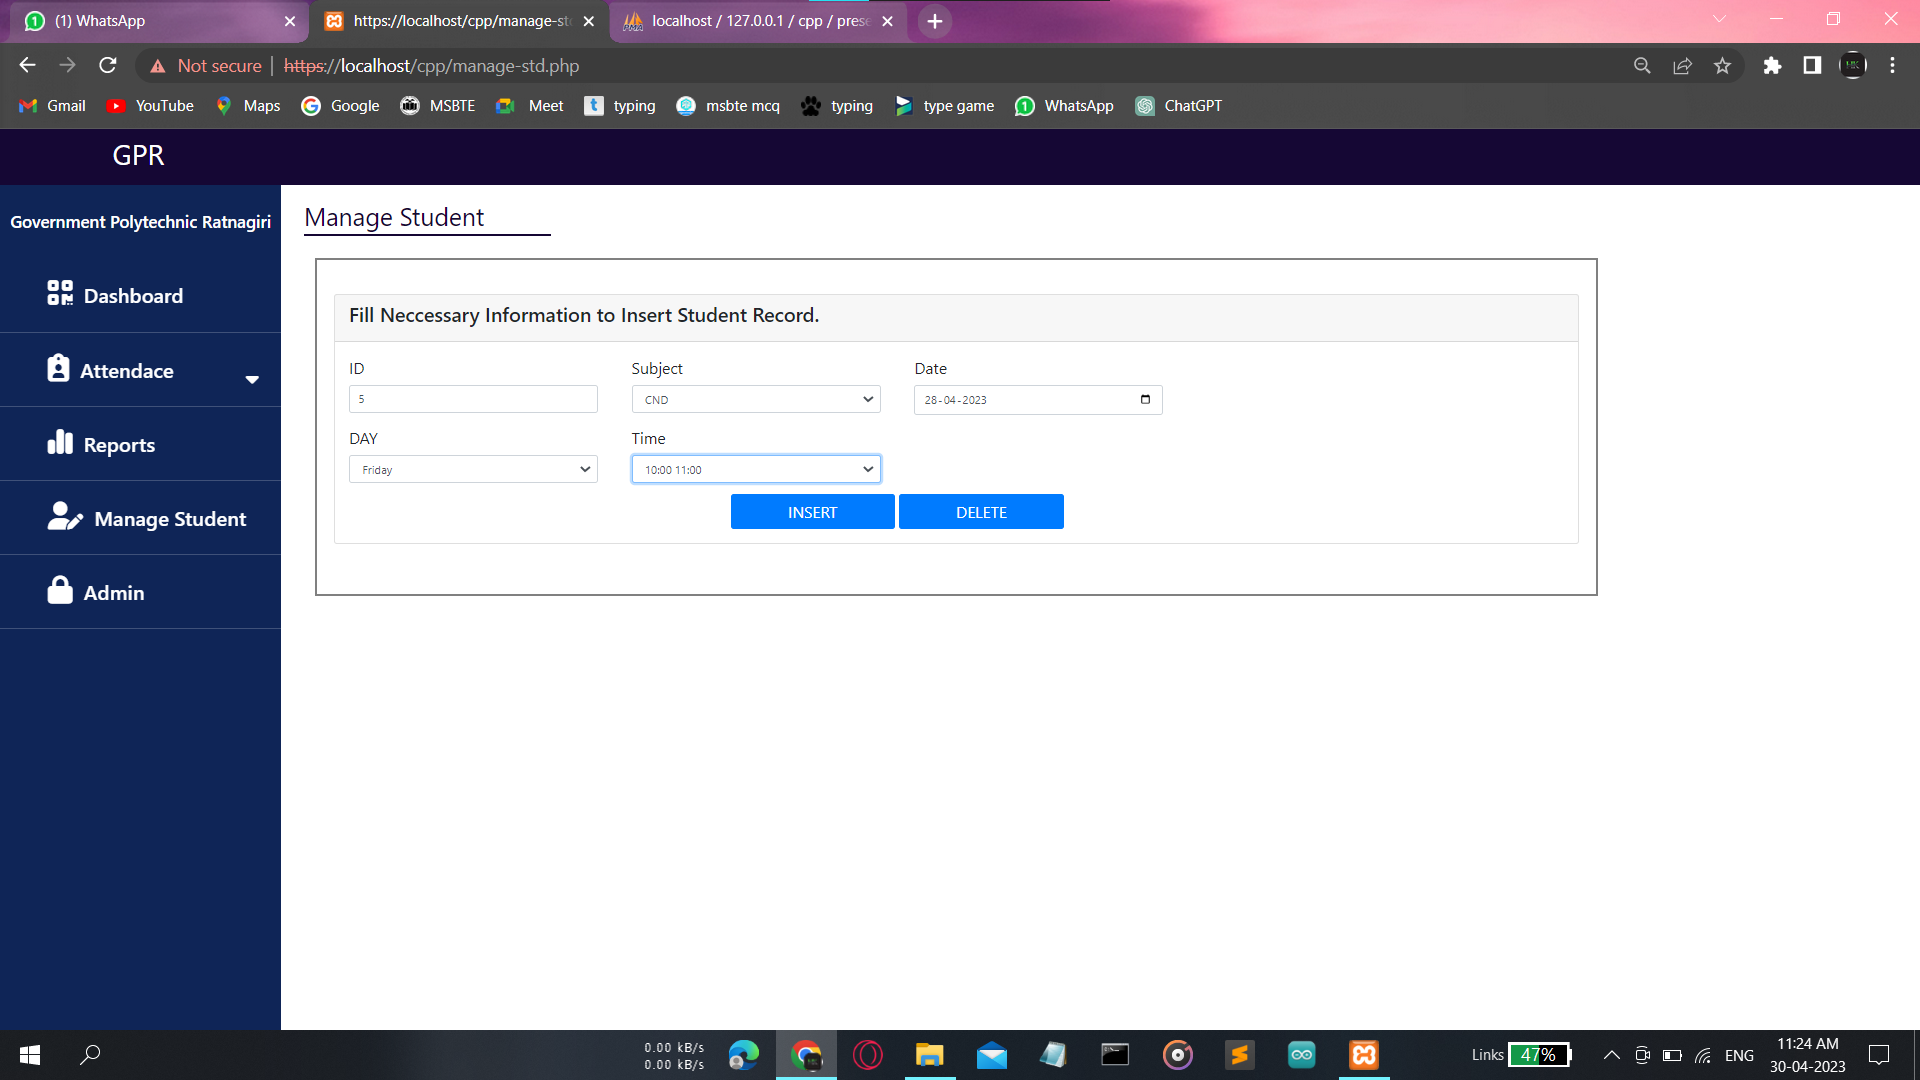 (1) WhatsApp
https://localhost/cpp/manage-st
localhost / 127.0.0.1 / cpp / prese
Not secure | https://localhost/cpp/manage-std.php
Gmail YouTube Maps Google MSBTE Meet typing msbte mcq typing type game WhatsApp ChatGPT
GPR
Government Polytechnic Ratnagiri
Dashboard
Attendace
Reports
Manage Student
Admin
Manage Student
Fill Neccessary Information to Insert Student Record.
ID Subject Date
5 CND 28-04-2023
DAY Time
Friday 10:00 11:00
INSERT DELETE
0.00 kB/s
0.00 kB/s
Links 47% ENG
11:24 AM
30-04-2023